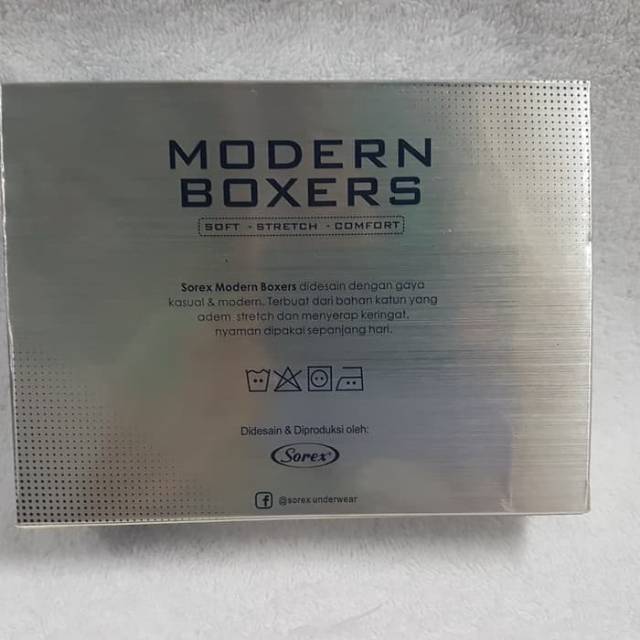 MODERN
BOXERS
SOFT - STRETCH - COMFORT
Sorex Modern Boxers didesain dengan gaya
kasual & modern. Terbuat dari bahan katun yang
adem stretch dan menyerap keringat,
nyaman dipakai sepanjang hari.
Didesain & Diproduksi oleh:
Sorex®
@sorex.underwear